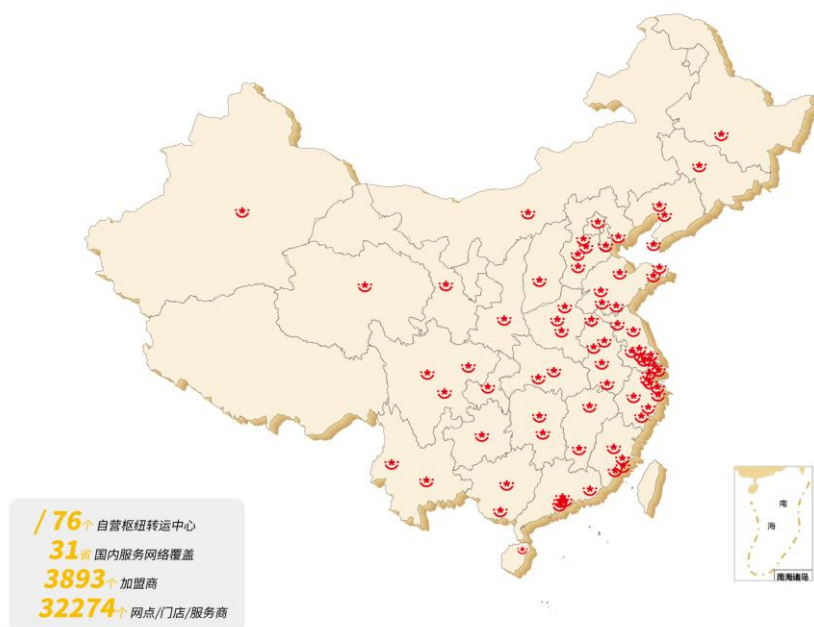 南
海
南海诸岛
/ 76个 自营枢纽转运中心
31省 国内服务网络覆盖
3893个 加盟商
32274个 网点/门店/服务商